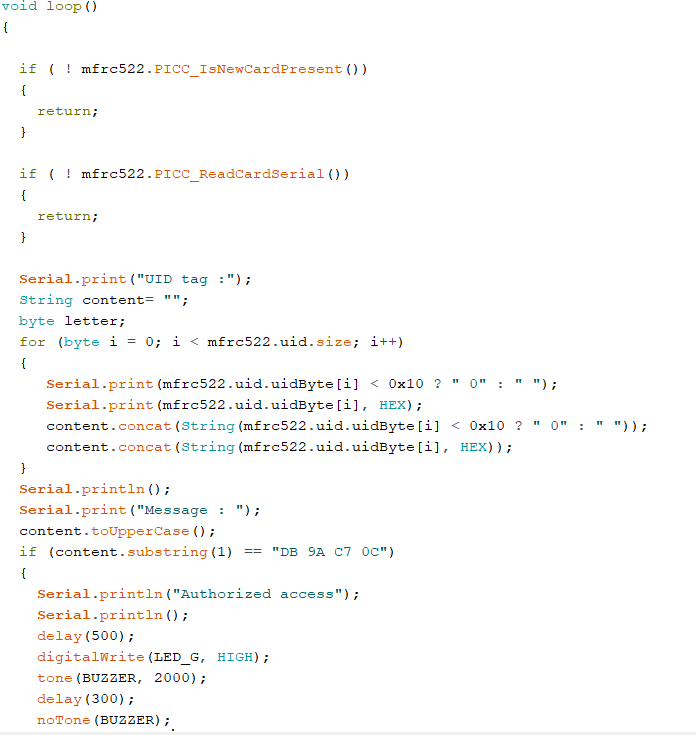 void loop()
{
if ( ! mfrc522.PICC_IsNewCardPresent())
{
return;
}
if ( ! mfrc522.PICC_ReadCardSerial())
{
return;
}
Serial.print("UID tag :");
String content= "";
byte letter;
for (byte i = 0; i < mfrc522.uid.size; i++)
{
Serial.print(mfrc522.uid.uidByte[i] < 0x10 ? " 0" : " ");
Serial.print(mfrc522.uid.uidByte[i], HEX);
content.concat(String(mfrc522.uid.uidByte[i] < 0x10 ? " 0" : " "));
content.concat(String(mfrc522.uid.uidByte[i], HEX));
}
Serial.println();
Serial.print("Message : ");
content.toUpperCase();
if (content.substring(1) == "DB 9A C7 0C")
{
Serial.println("Authorized access");
Serial.println();
delay(500);
digitalWrite(LED_G, HIGH);
tone(BUZZER, 2000);
delay(300);
noTone(BUZZER);